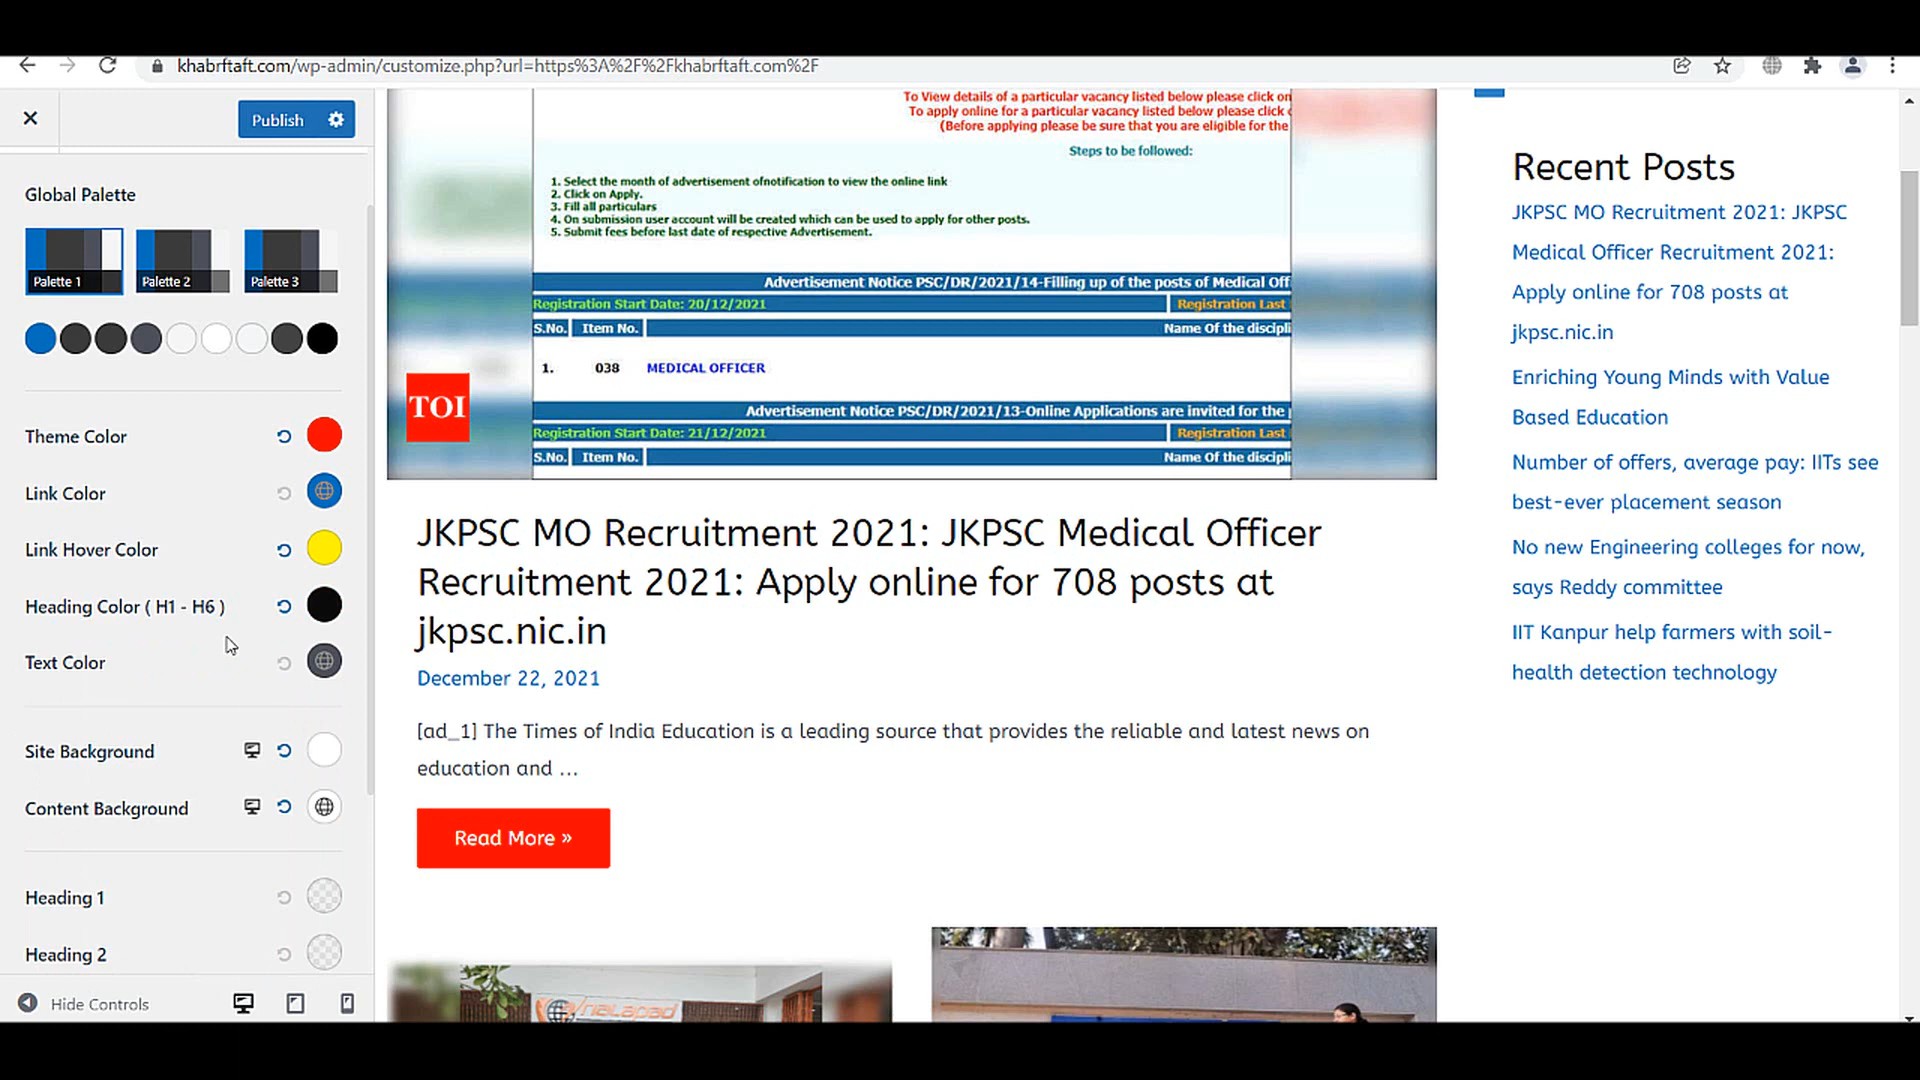 khabrftaft.com/wp-admin/customize.php?url=https%3A%2F%2Fkhabrftaft.com%2F
Publish
Global Palette
Palette 1
Palette 2
Palette 3
Theme Color
Link Color
Link Hover Color
Heading Color ( H1 - H6 )
Text Color
Site Background
Content Background
Heading 1
Heading 2
Hide Controls
To View details of a particular vacancy listed below please click on
To apply online for a particular vacancy listed below please click
(Before applying please be sure that you are eligible for the
Steps to be followed:
1. Select the month of advertisement ofnotification to view the online link
2. Click on Apply.
3. Fill all particulars
4. On submission user account will be created which can be used to apply for other posts.
5. Submit fees before last date of respective Advertisement.
Advertisement Notice PSC/DR/2021/14-Filling up of the posts of Medical Off
Registration Start Date: 20/12/2021 Registration Last
S.No. Item No. Name Of the discipli
1. 038 MEDICAL OFFICER
TOI
Advertisement Notice PSC/DR/2021/13-Online Applications are invited for the
Registration Start Date: 21/12/2021 Registration Last
S.No. Item No. Name Of the discipli
JKPSC MO Recruitment 2021: JKPSC Medical Officer
Recruitment 2021: Apply online for 708 posts at
jkpsc.nic.in
December 22, 2021
[ad_1] The Times of India Education is a leading source that provides the reliable and latest news on
education and …
Read More »
Recent Posts
JKPSC MO Recruitment 2021: JKPSC
Medical Officer Recruitment 2021:
Apply online for 708 posts at
jkpsc.nic.in
Enriching Young Minds with Value
Based Education
Number of offers, average pay: IITs see
best-ever placement season
No new Engineering colleges for now,
says Reddy committee
IIT Kanpur help farmers with soil-
health detection technology